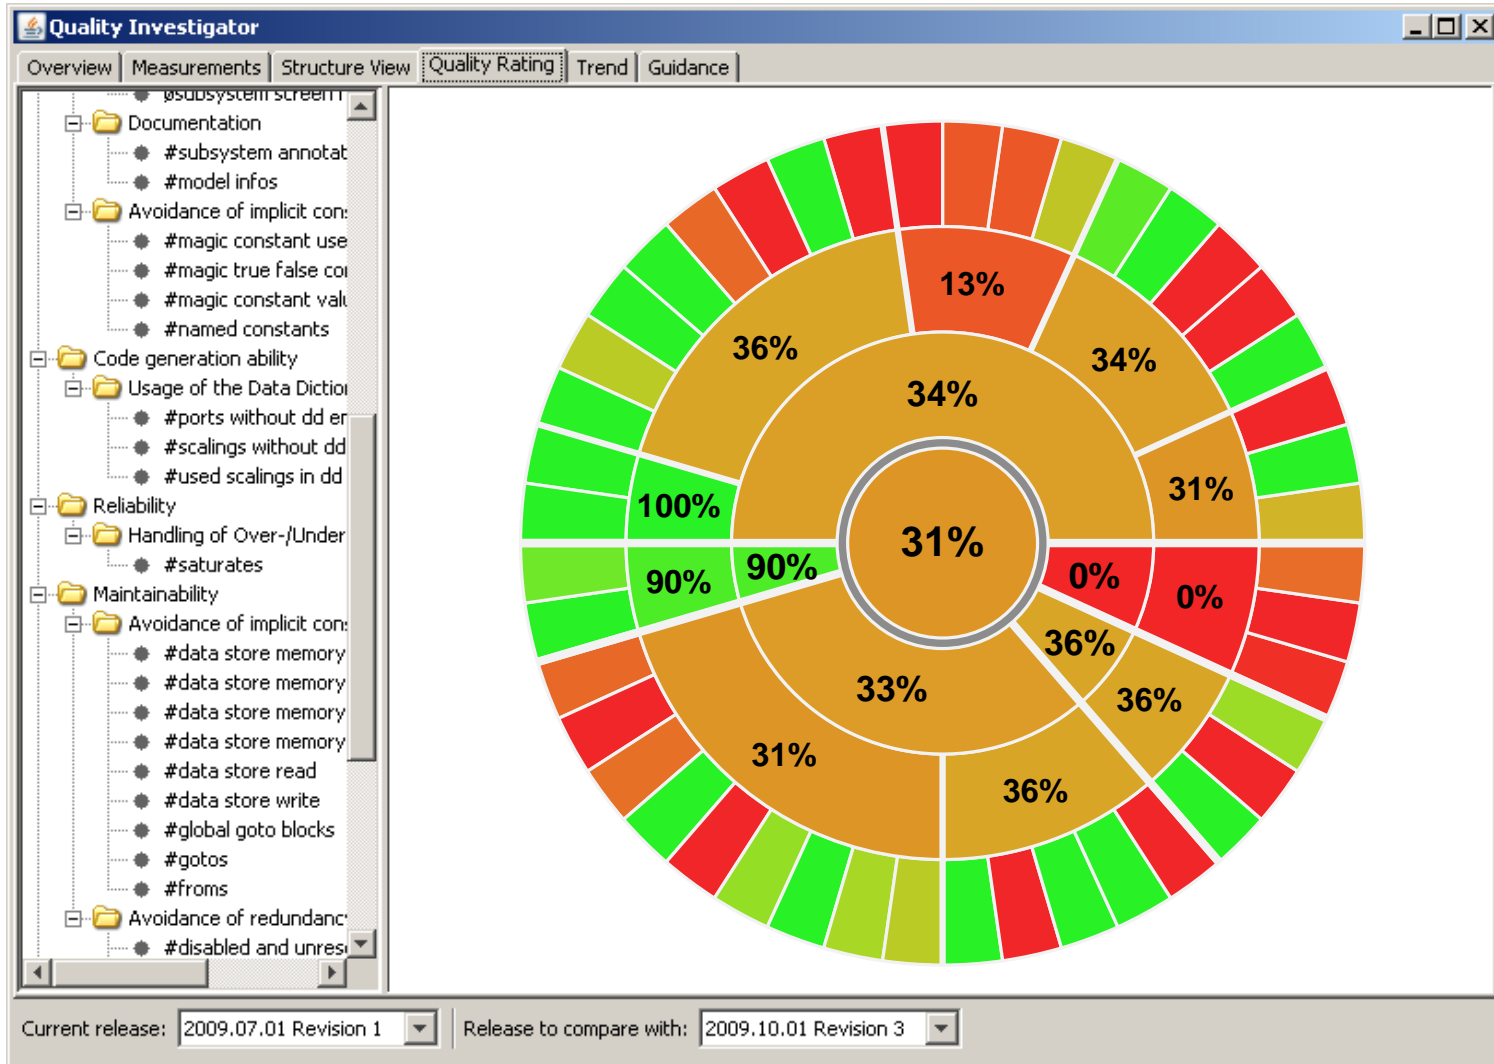 Quality Investigator
Overview Measurements Structure View Quality Rating Trend Guidance
Documentation
#subsystem annotat
#model infos
Avoidance of implicit con
#magic constant use
#magic true false co
#magic constant valu
#named constants
Code generation ability
Usage of the Data Diction
#ports without dd en
#scalings without dd
#used scalings in dd
Reliability
Handling of Over-/Under
#saturates
Maintainability
Avoidance of implicit con
#data store memory
#data store memory
#data store memory
#data store memory
#data store read
#data store write
#global goto blocks
#gotos
#froms
Avoidance of redundanc
#disabled and unres
13%
36%
34%
34%
31%
100%
31%
90%
90%
0%
0%
36%
36%
33%
31%
36%
Current release: 2009.07.01 Revision 1 Release to compare with: 2009.10.01 Revision 3